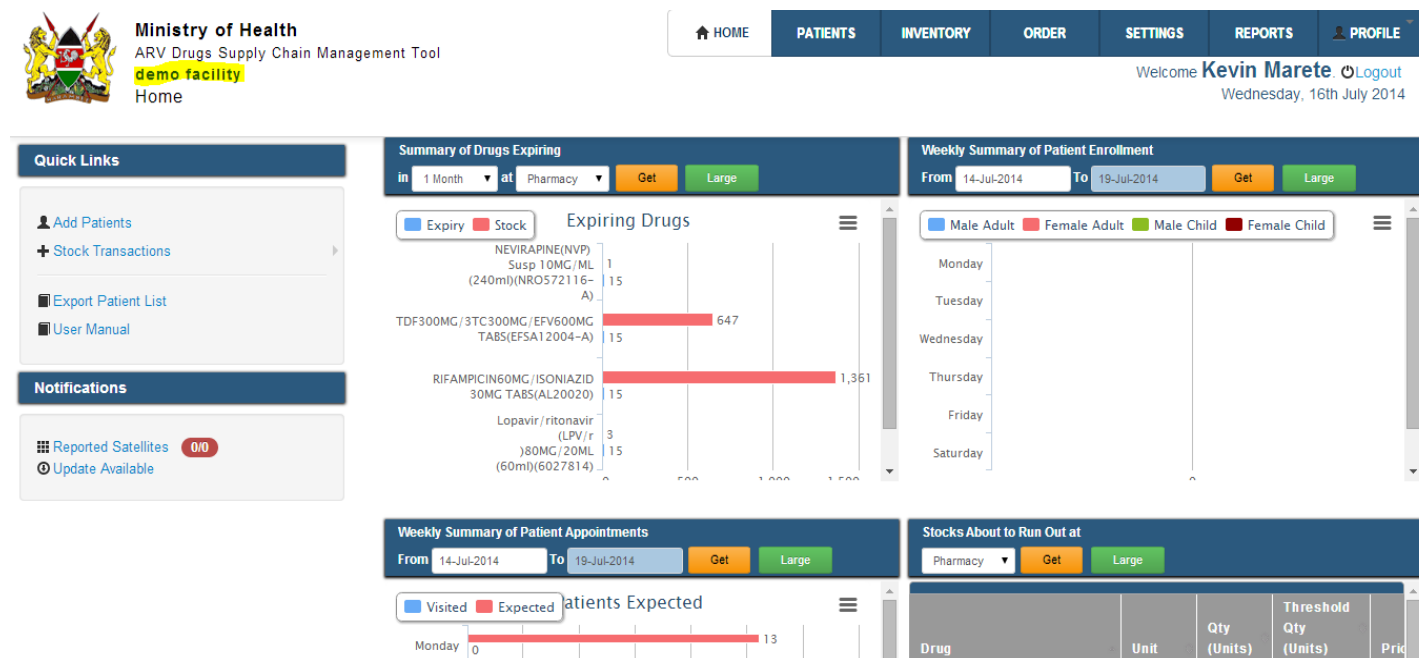 Ministry of Health
ARV Drugs Supply Chain Management Tool
demo facility
Home
HOME PATIENTS INVENTORY ORDER SETTINGS REPORTS PROFILE
Welcome Kevin Marete. Logout
Wednesday, 16th July 2014
Quick Links
Add Patients
Stock Transactions
Export Patient List
User Manual
Notifications
Reported Satellites 0/0
Update Available
Summary of Drugs Expiring
in 1 Month at Pharmacy Get Large
Expiry Stock Expiring Drugs
NEVIRAPINE(NVP)
Susp 10MG/ML 1
(240ml)(NRO572116- 15
A)
TDF300MG/3TC300MG/EFV600MG 647
TABS(EFSA12004-A) 15
RIFAMPICIN60MG/ISONIAZID 1,361
30MG TABS(AL20020) 15
Lopavir/ritonavir
(LPV/r 3
)80MG/20ML 15
(60ml)(6027814)
0 500 1,000 1,500
Weekly Summary of Patient Enrollment
From 14-Jul-2014 To 19-Jul-2014 Get Large
Male Adult Female Adult Male Child Female Child
Monday
Tuesday
Wednesday
Thursday
Friday
Saturday
0
Weekly Summary of Patient Appointments
From 14-Jul-2014 To 19-Jul-2014 Get Large
Visited Expected atients Expected
Monday 13
0
Stocks About to Run Out at
Pharmacy Get Large
Threshold
Qty Qty
Drug Unit (Units) (Units) Pric